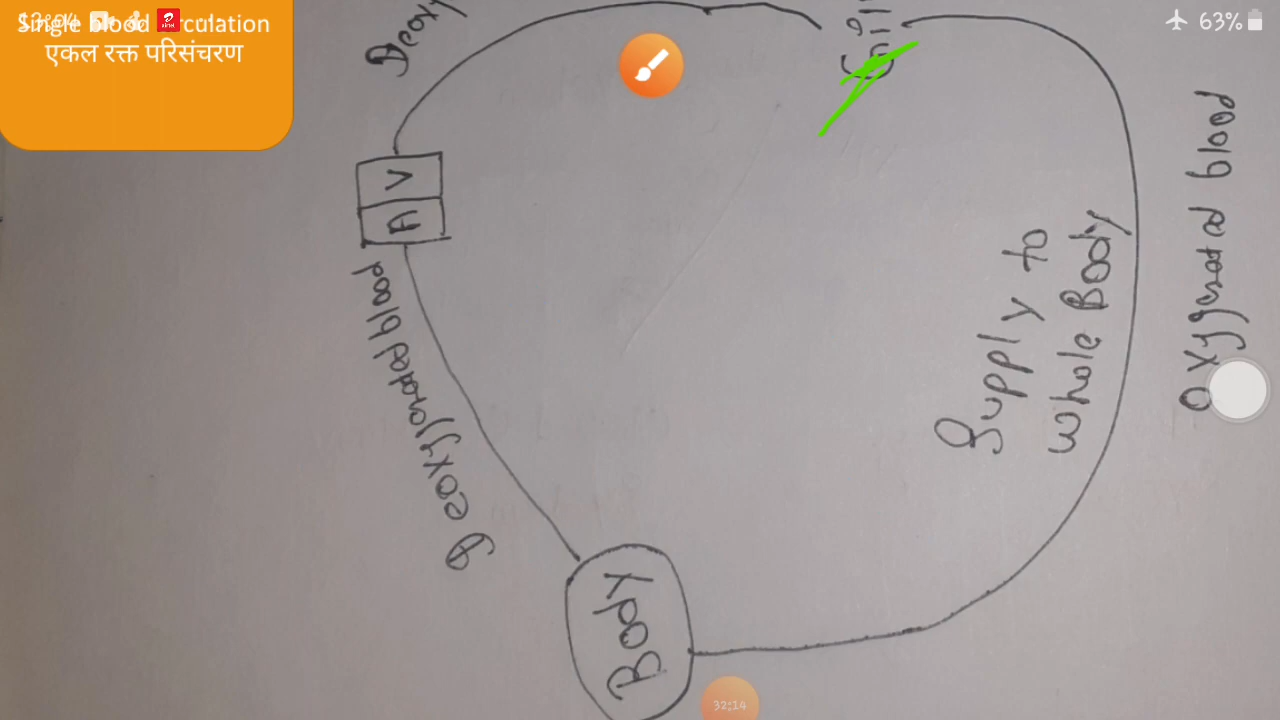 Single blood circulation
एकल रक्त परिसंचरण
63%
Deoxy
V
A
Deoxygenated blood
Body
Supply to
whole Body
Oxygenated blood
32:14